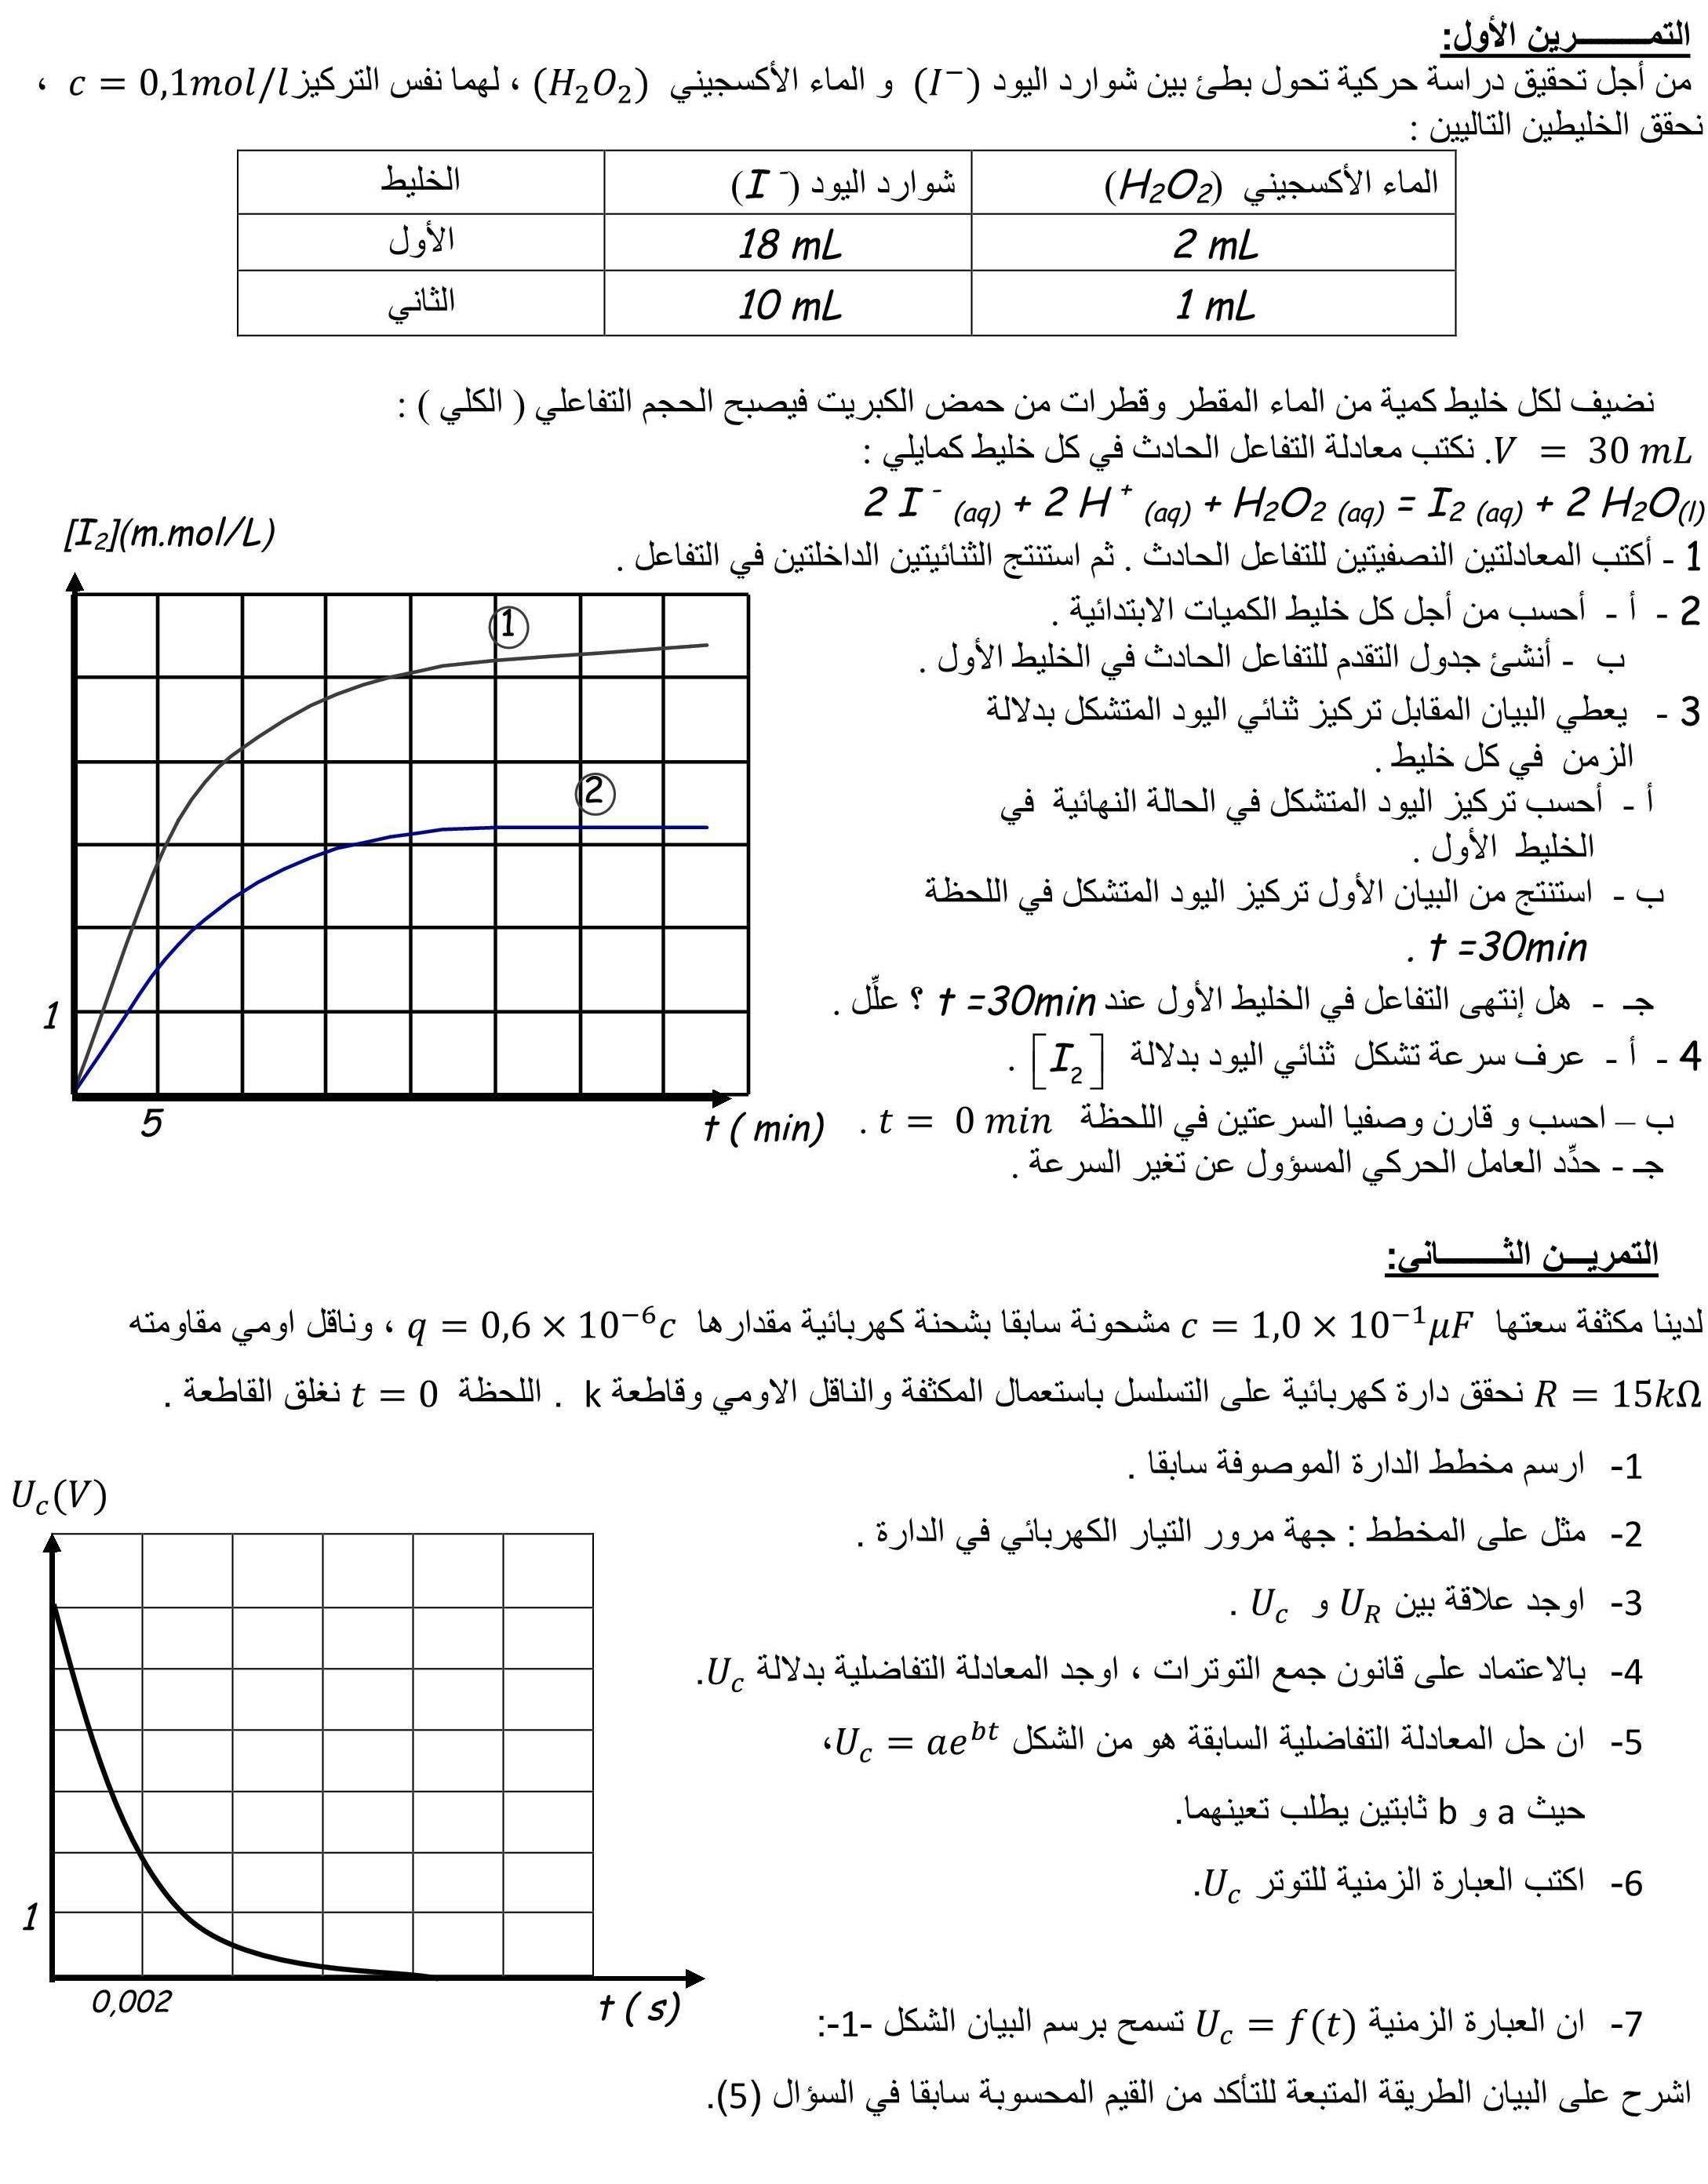 التمـــــــرين الأول:
من أجل تحقيق دراسة حركية تحول بطئ بين شوارد اليود (I⁻) و الماء الأكسجيني (H₂O₂) ، لهما نفس التركيز c = 0,1mol/l ،
نحقق الخليطين التاليين :
الخليط شوارد اليود (I⁻) الماء الأكسجيني (H₂O₂)
الأول 18 mL 2 mL
الثاني 10 mL 1 mL
نضيف لكل خليط كمية من الماء المقطر وقطرات من حمض الكبريت فيصبح الحجم التفاعلي ( الكلي ) :
V = 30 mL. نكتب معادلة التفاعل الحادث في كل خليط كمايلي :
2 I⁻ (aq) + 2 H⁺ (aq) + H₂O₂ (aq) = I₂ (aq) + 2 H₂O(l)
1 - أكتب المعادلتين النصفيتين للتفاعل الحادث . ثم استنتج الثنائيتين الداخلتين في التفاعل .
2 - أ - أحسب من أجل كل خليط الكميات الابتدائية .
ب - أنشئ جدول التقدم للتفاعل الحادث في الخليط الأول .
3 - يعطي البيان المقابل تركيز ثنائي اليود المتشكل بدلالة
الزمن في كل خليط .
أ - أحسب تركيز اليود المتشكل في الحالة النهائية في
الخليط الأول .
ب - استنتج من البيان الأول تركيز اليود المتشكل في اللحظة
t =30min .
جـ - هل إنتهى التفاعل في الخليط الأول عند t =30min ؟ علِّل .
4 - أ - عرف سرعة تشكل ثنائي اليود بدلالة [I₂] .
ب – احسب و قارن وصفيا السرعتين في اللحظة t = 0 min .
جـ - حدِّد العامل الحركي المسؤول عن تغير السرعة .
[I₂](m.mol/L)
1
2
1
5
t ( min)
التمريـــن الثـــــــانى:
لدينا مكثفة سعتها c = 1,0 × 10⁻¹μF مشحونة سابقا بشحنة كهربائية مقدارها q = 0,6 × 10⁻⁶c ، وناقل اومي مقاومته
R = 15kΩ نحقق دارة كهربائية على التسلسل باستعمال المكثفة والناقل الاومي وقاطعة k . اللحظة t = 0 نغلق القاطعة .
1- ارسم مخطط الدارة الموصوفة سابقا .
2- مثل على المخطط : جهة مرور التيار الكهربائي في الدارة .
3- اوجد علاقة بين U_R و U_c .
4- بالاعتماد على قانون جمع التوترات ، اوجد المعادلة التفاضلية بدلالة U_c.
5- ان حل المعادلة التفاضلية السابقة هو من الشكل U_c = ae^{bt}،
حيث a و b ثابتين يطلب تعينهما.
6- اكتب العبارة الزمنية للتوتر U_c.
7- ان العبارة الزمنية U_c = f(t) تسمح برسم البيان الشكل -1-:
اشرح على البيان الطريقة المتبعة للتأكد من القيم المحسوبة سابقا في السؤال (5).
U_c(V)
1
0,002
t ( s)